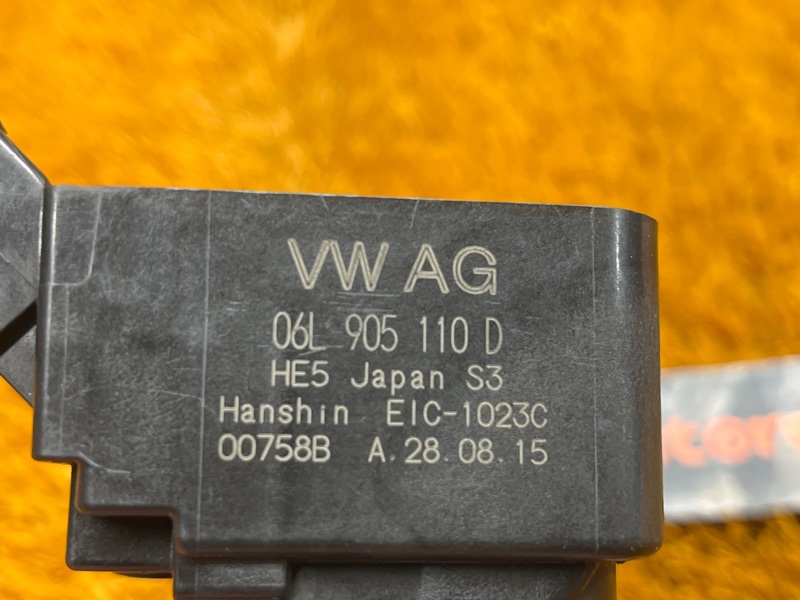 VW AG
06L 905 110 D
HE5 Japan S3
Hanshin EIC-1023C
00758B A.28.08.15